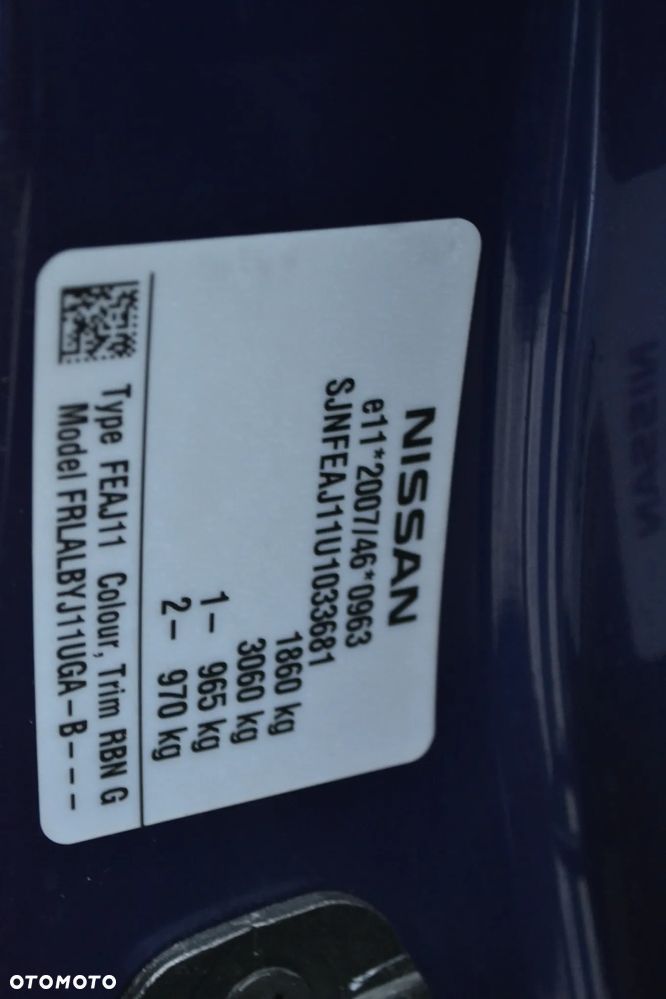 NISSAN
e11*2007/46*0963
SJNFEAJ11U1033681
1860 kg
3060 kg
1- 965 kg
2- 970 kg
Type FEAJ11 Colour, Trim RBN G
Model FRLALBYJ11UGA-B---
NISSAN
OTOMOTO